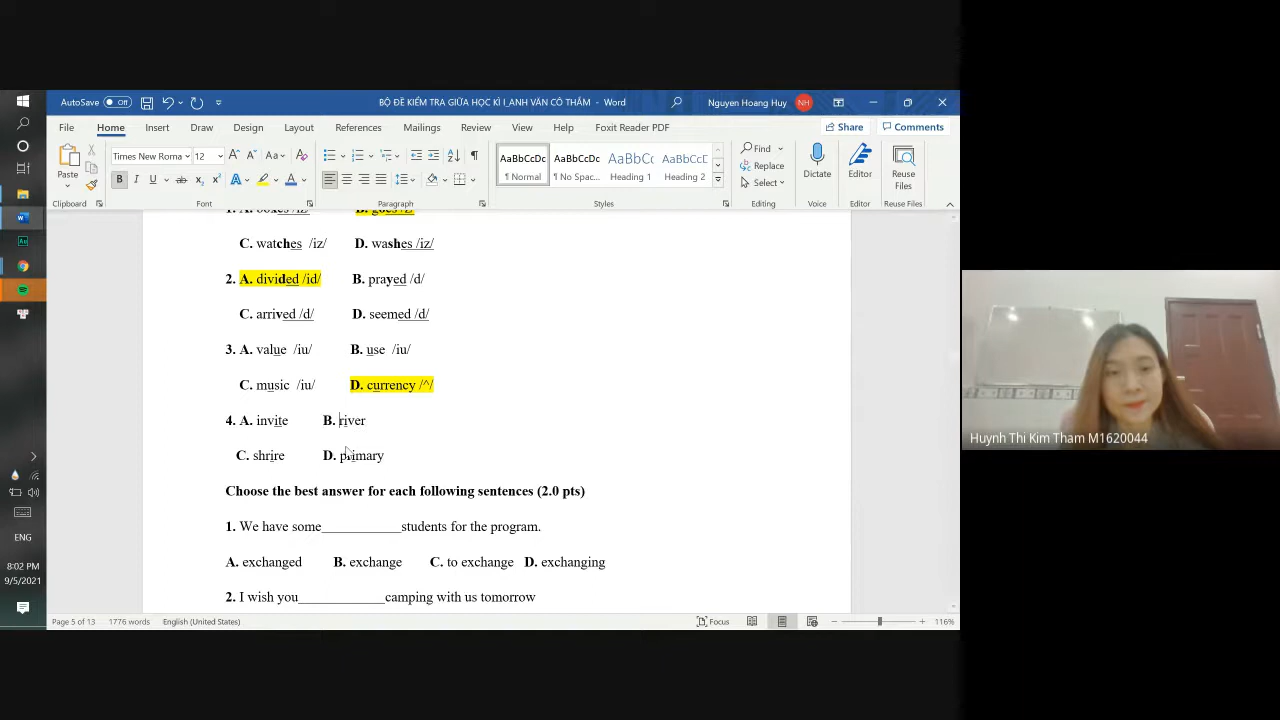 AutoSave Off
BỘ ĐỀ KIỂM TRA GIỮA HỌC KÌ I_ANH VĂN CÔ THẮM - Word
Nguyen Hoang Huy NH
File Home Insert Draw Design Layout References Mailings Review View Help Foxit Reader PDF Share Comments
Times New Roma 12
Paste
Clipboard Font Paragraph
AaBbCcDc AaBbCcDc AaBbCc AaBbCcE
¶ Normal ¶ No Spac... Heading 1 Heading 2
Styles
Find
Replace
Select
Editing
Dictate
Voice
Editor
Editor
Reuse Files
Reuse Files
C. watches /iz/ D. washes /iz/
2. A. divided /id/ B. prayed /d/
C. arrived /d/ D. seemed /d/
3. A. value /iu/ B. use /iu/
C. music /iu/ D. currency /^/
4. A. invite B. river
C. shrire D. primary
Choose the best answer for each following sentences (2.0 pts)
1. We have some____________students for the program.
A. exchanged B. exchange C. to exchange D. exchanging
2. I wish you_____________camping with us tomorrow
Page 5 of 13 1776 words English (United States)
Focus
116%
ENG
8:02 PM
9/5/2021
Huynh Thi Kim Tham M1620044